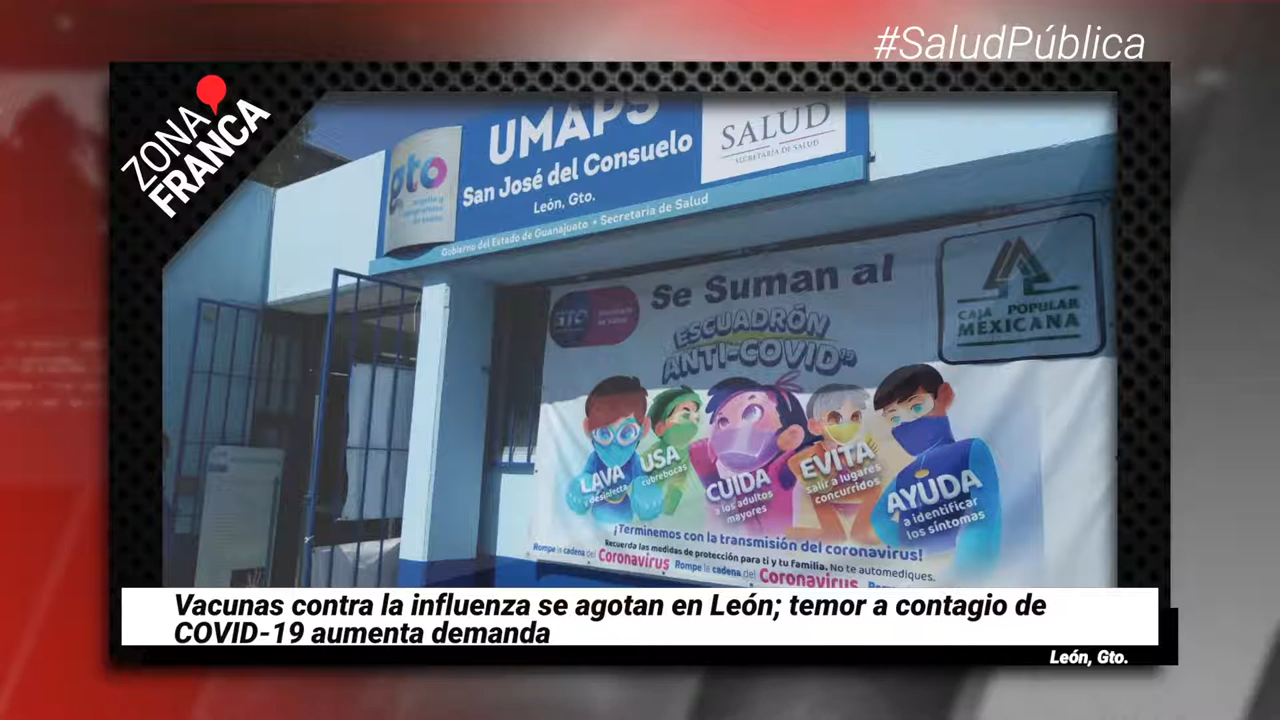 #SaludPública
ZONA
FRANCA
UMAPS
San José del Consuelo
León, Gto.
Gobierno del Estado de Guanajuato • Secretaría de Salud
gto
SALUD
SECRETARÍA DE SALUD
GTO
Se Suman al
ESCUADRÓN
ANTI-COVID"
CAJA POPULAR
MEXICANA
LAVA
desinfecta
USA
cubrebocas
CUIDA
a los adultos
mayores
EVITA
salir a lugares
concurridos
AYUDA
a identificar
los síntomas
¡Terminemos con la transmisión del coronavirus!
Recuerda las medidas de protección para ti y tu familia. No te automediques.
Rompe la cadena del Coronavirus Rompe la cadena del Coronavirus
Vacunas contra la influenza se agotan en León; temor a contagio de
COVID-19 aumenta demanda
León, Gto.